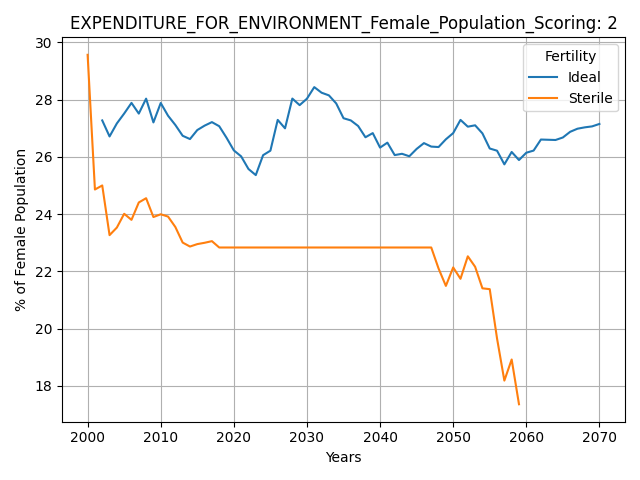 EXPENDITURE_FOR_ENVIRONMENT_Female_Population_Scoring: 2
% of Female Population
30
28
26
24
22
20
18
Fertility
Ideal
Sterile
2000 2010 2020 2030 2040 2050 2060 2070
Years